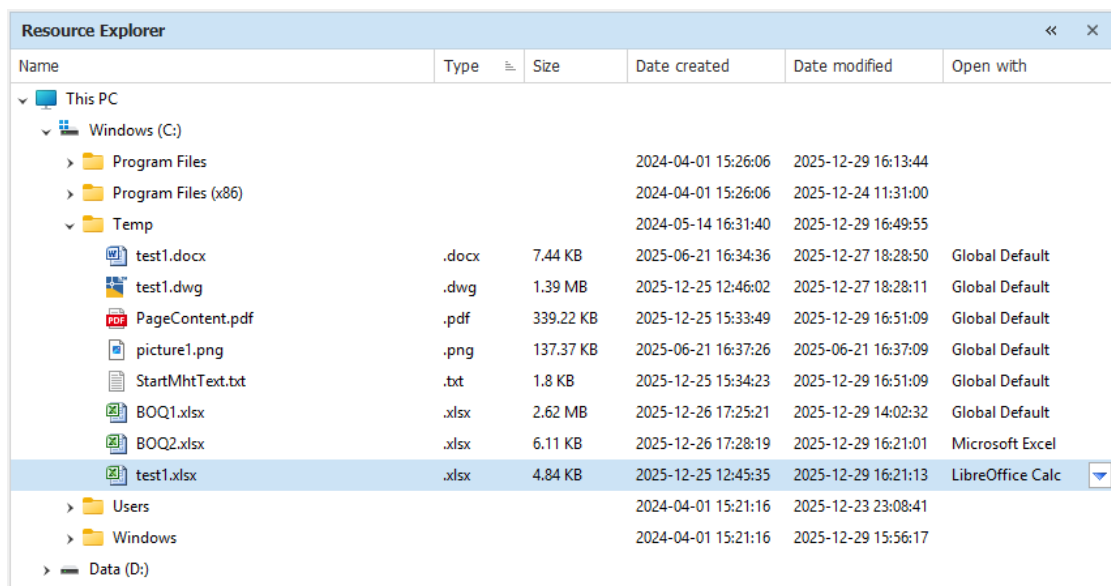 Resource Explorer
Name Type Size Date created Date modified Open with
This PC
Windows (C:)
Program Files 2024-04-01 15:26:06 2025-12-29 16:13:44
Program Files (x86) 2024-04-01 15:26:06 2025-12-24 11:31:00
Temp 2024-05-14 16:31:40 2025-12-29 16:49:55
test1.docx .docx 7.44 KB 2025-06-21 16:34:36 2025-12-27 18:28:50 Global Default
test1.dwg .dwg 1.39 MB 2025-12-25 12:46:02 2025-12-27 18:28:11 Global Default
PDF PageContent.pdf .pdf 339.22 KB 2025-12-25 15:33:49 2025-12-29 16:51:09 Global Default
picture1.png .png 137.37 KB 2025-06-21 16:37:26 2025-06-21 16:37:09 Global Default
StartMhtText.txt .txt 1.8 KB 2025-12-25 15:34:23 2025-12-29 16:51:09 Global Default
BOQ1.xlsx .xlsx 2.62 MB 2025-12-26 17:25:21 2025-12-29 14:02:32 Global Default
BOQ2.xlsx .xlsx 6.11 KB 2025-12-26 17:28:19 2025-12-29 16:21:01 Microsoft Excel
test1.xlsx .xlsx 4.84 KB 2025-12-25 12:45:35 2025-12-29 16:21:13 LibreOffice Calc
Users 2024-04-01 15:21:16 2025-12-23 23:08:41
Windows 2024-04-01 15:21:16 2025-12-29 15:56:17
Data (D:)